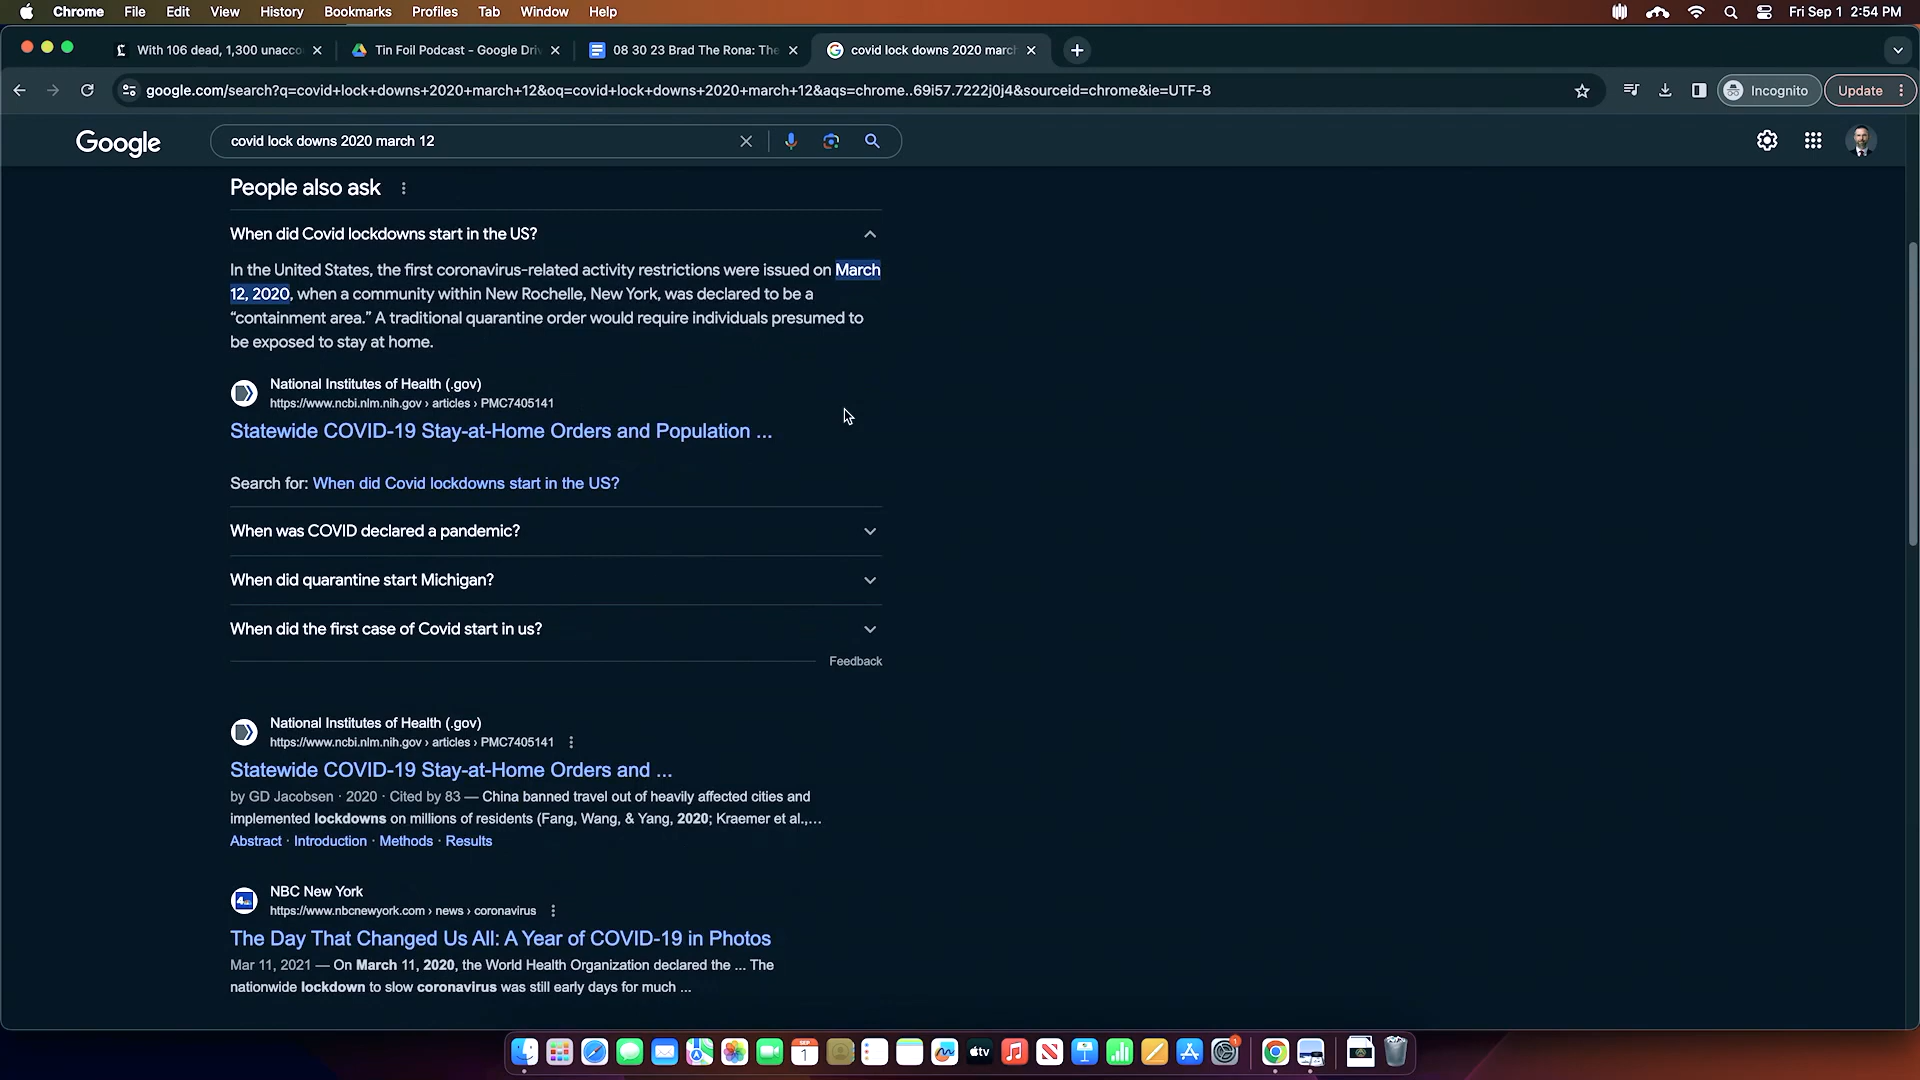 Chrome File Edit View History Bookmarks Profiles Tab Window Help Fri Sep 1 2:54 PM
With 106 dead, 1,300 unacco
Tin Foil Podcast - Google Dri
08 30 23 Brad The Rona: The
covid lock downs 2020 march
google.com/search?q=covid+lock+downs+2020+march+12&oq=covid+lock+downs+2020+march+12&aqs=chrome..69i57.7222j0j4&sourceid=chrome&ie=UTF-8
Incognito
Update
Google
covid lock downs 2020 march 12
People also ask
When did Covid lockdowns start in the US?
In the United States, the first coronavirus-related activity restrictions were issued on March
12, 2020, when a community within New Rochelle, New York, was declared to be a
“containment area.” A traditional quarantine order would require individuals presumed to
be exposed to stay at home.
National Institutes of Health (.gov)
https://www.ncbi.nlm.nih.gov › articles › PMC7405141
Statewide COVID-19 Stay-at-Home Orders and Population ...
Search for: When did Covid lockdowns start in the US?
When was COVID declared a pandemic?
When did quarantine start Michigan?
When did the first case of Covid start in us?
Feedback
National Institutes of Health (.gov)
https://www.ncbi.nlm.nih.gov › articles › PMC7405141
Statewide COVID-19 Stay-at-Home Orders and ...
by GD Jacobsen · 2020 · Cited by 83 — China banned travel out of heavily affected cities and
implemented lockdowns on millions of residents (Fang, Wang, & Yang, 2020; Kraemer et al.,...
Abstract · Introduction · Methods · Results
NBC New York
https://www.nbcnewyork.com › news › coronavirus
The Day That Changed Us All: A Year of COVID-19 in Photos
Mar 11, 2021 — On March 11, 2020, the World Health Organization declared the ... The
nationwide lockdown to slow coronavirus was still early days for much ...
SEP
1
tv
1